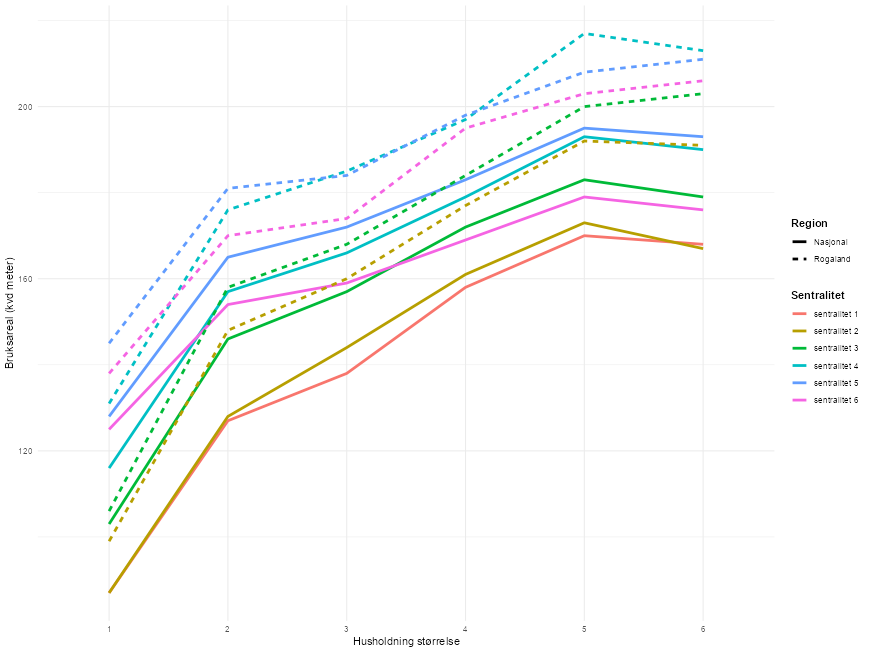 200
160
120
Bruksareal (kvd meter)
1 2 3 4 5 6
Husholdning størrelse
Region
Nasjonal
Rogaland
Sentralitet
sentralitet 1
sentralitet 2
sentralitet 3
sentralitet 4
sentralitet 5
sentralitet 6